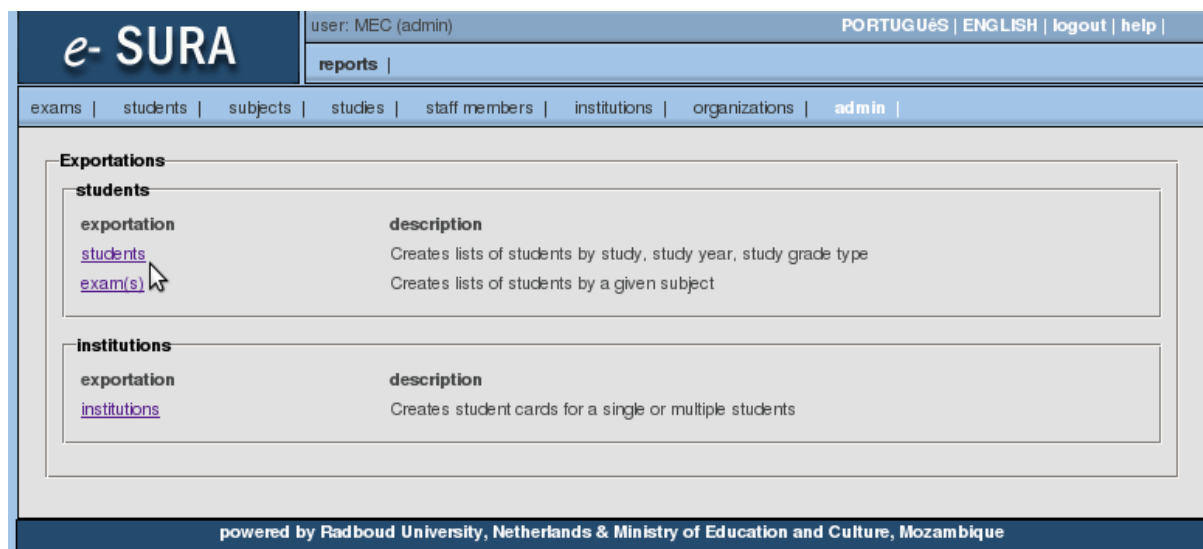 e- SURA
user: MEC (admin)
PORTUGUêS | ENGLISH | logout | help |
reports |
exams | students | subjects | studies | staff members | institutions | organizations | admin |
Exportations
students
exportation description
students Creates lists of students by study, study year, study grade type
exam(s) Creates lists of students by a given subject
institutions
exportation description
institutions Creates student cards for a single or multiple students
powered by Radboud University, Netherlands & Ministry of Education and Culture, Mozambique